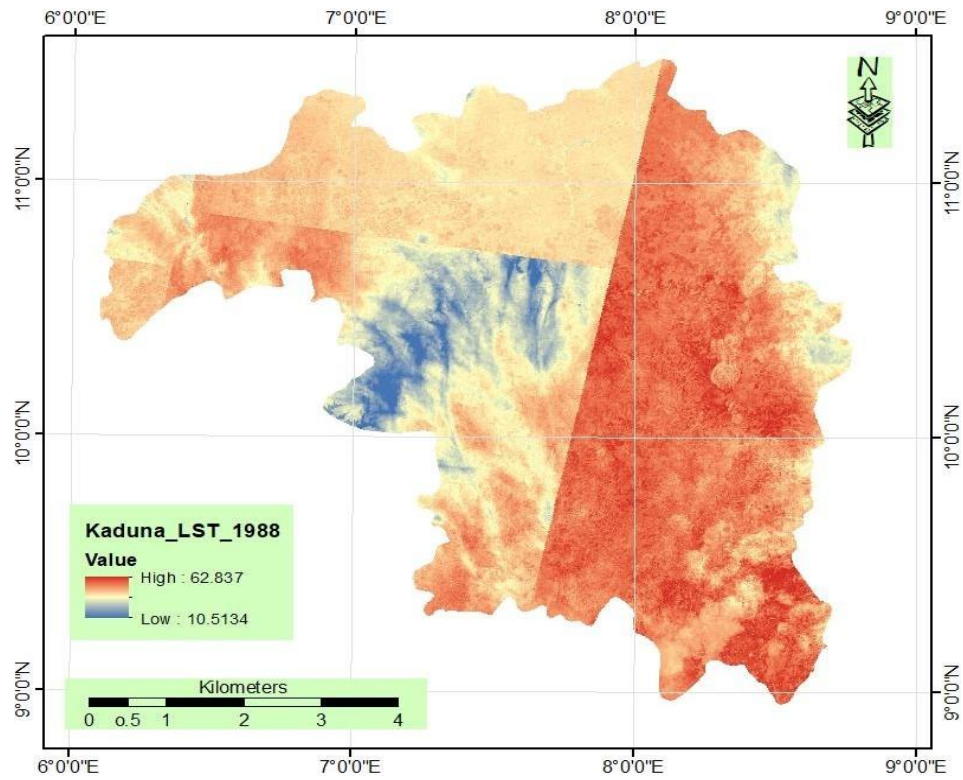 6°0'0"E 7°0'0"E 8°0'0"E 9°0'0"E
N
11°0'0"N 11°0'0"N
10°0'0"N 10°0'0"N
Kaduna_LST_1988
Value
High : 62.837
Low : 10.5134
9°0'0"N 9°0'0"N
Kilometers
0 o.5 1 2 3 4
6°0'0"E 7°0'0"E 8°0'0"E 9°0'0"E